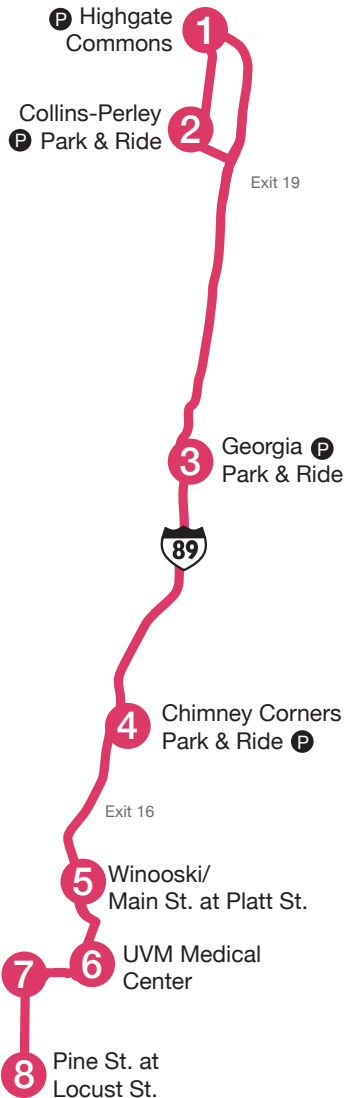 P Highgate
Commons
1
Collins-Perley
P Park & Ride
2
Exit 19
3
Georgia P
Park & Ride
89
4
Chimney Corners
Park & Ride P
Exit 16
5
Winooski/
Main St. at Platt St.
6
UVM Medical
Center
7
8
Pine St. at
Locust St.